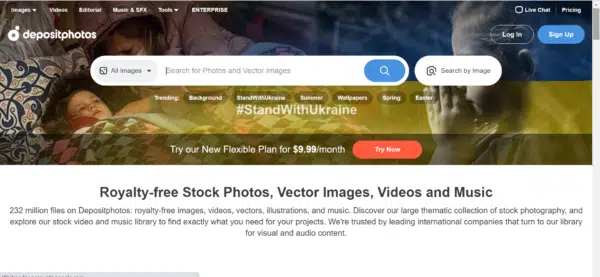 Images Videos Editorial Music & SFX Tools ENTERPRISE Live Chat Pricing
depositphotos Log In Sign Up
All Images Search for Photos and Vector Images Search by Image
Trending: Background StandWithUkraine Summer Wallpapers Spring Easter
#StandWithUkraine
Try our New Flexible Plan for $9.99/month Try Now
Royalty-free Stock Photos, Vector Images, Videos and Music
232 million files on Depositphotos: royalty-free images, videos, vectors, illustrations, and music. Discover our large thematic collection of stock photography, and
explore our stock video and music library to find exactly what you need for your projects. We're trusted by leading international companies that turn to our library
for visual and audio content.